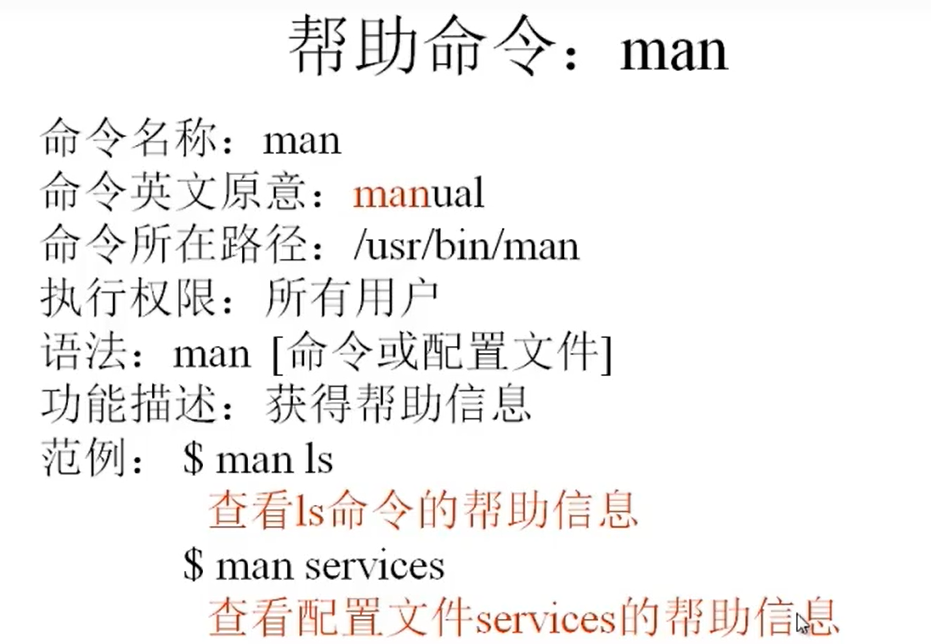 帮助命令：man
命令名称：man
命令英文原意：manual
命令所在路径：/usr/bin/man
执行权限：所有用户
语法：man [命令或配置文件]
功能描述：获得帮助信息
范例： $ man ls
查看ls命令的帮助信息
$ man services
查看配置文件services的帮助信息